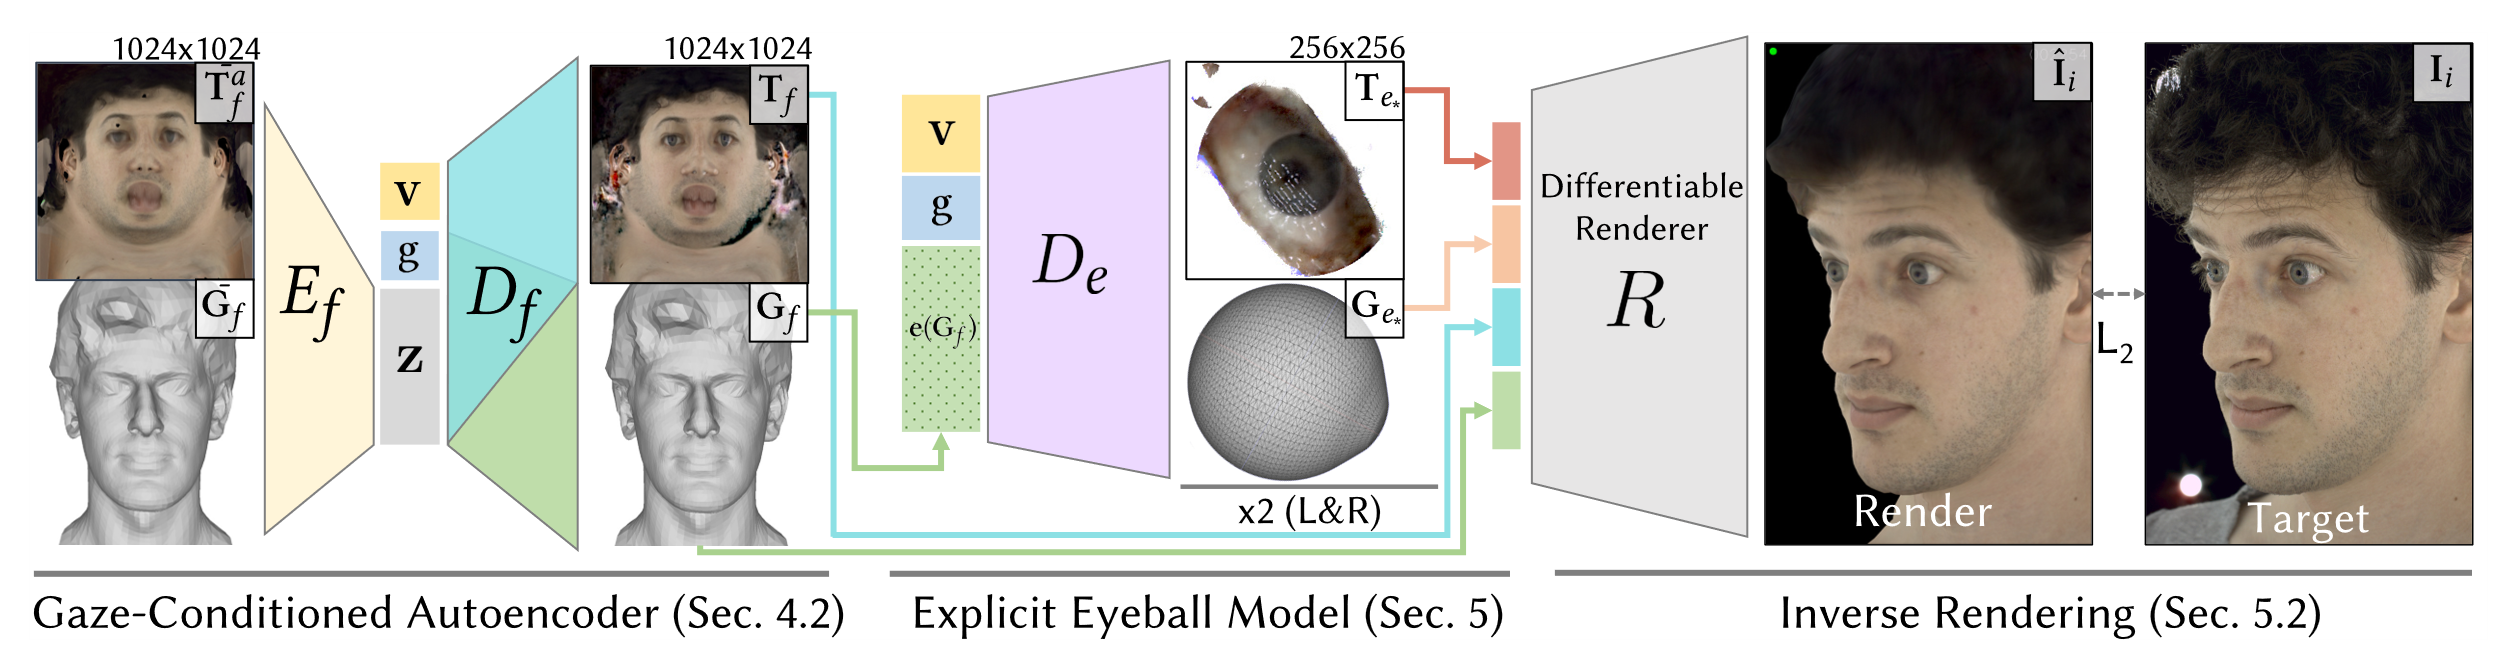 1024x1024
T̄ᵃ_f
Ḡ_f
E_f
v
g
z
D_f
1024x1024
T_f
G_f
v
g
e(G_f)
D_e
256x256
T_e*
G_e*
x2 (L&R)
Differentiable
Renderer
R
Î_i
Render
L₂
I_i
Target
Gaze-Conditioned Autoencoder (Sec. 4.2)
Explicit Eyeball Model (Sec. 5)
Inverse Rendering (Sec. 5.2)